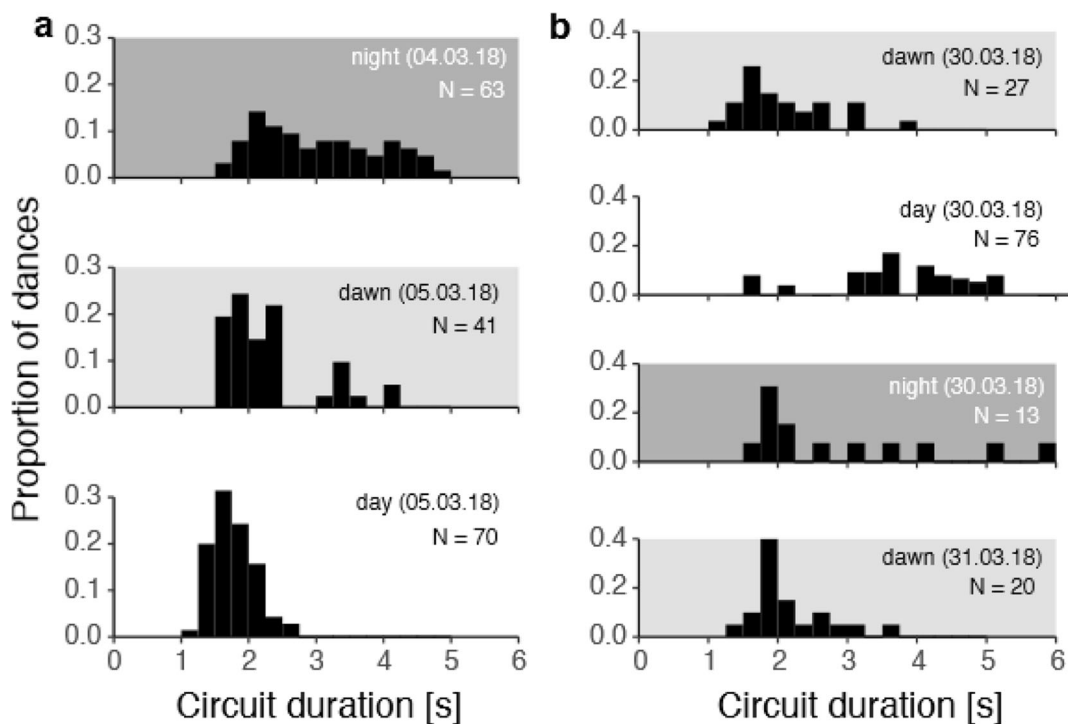 a
Proportion of dances
0.3
0.2
0.1
0.0
night (04.03.18)
N = 63
0.3
0.2
0.1
0.0
dawn (05.03.18)
N = 41
0.3
0.2
0.1
0.0
day (05.03.18)
N = 70
0 1 2 3 4 5 6
Circuit duration [s]
b
0.4
0.2
0.0
dawn (30.03.18)
N = 27
0.4
0.2
0.0
day (30.03.18)
N = 76
0.4
0.2
0.0
night (30.03.18)
N = 13
0.4
0.2
0.0
dawn (31.03.18)
N = 20
0 1 2 3 4 5 6
Circuit duration [s]